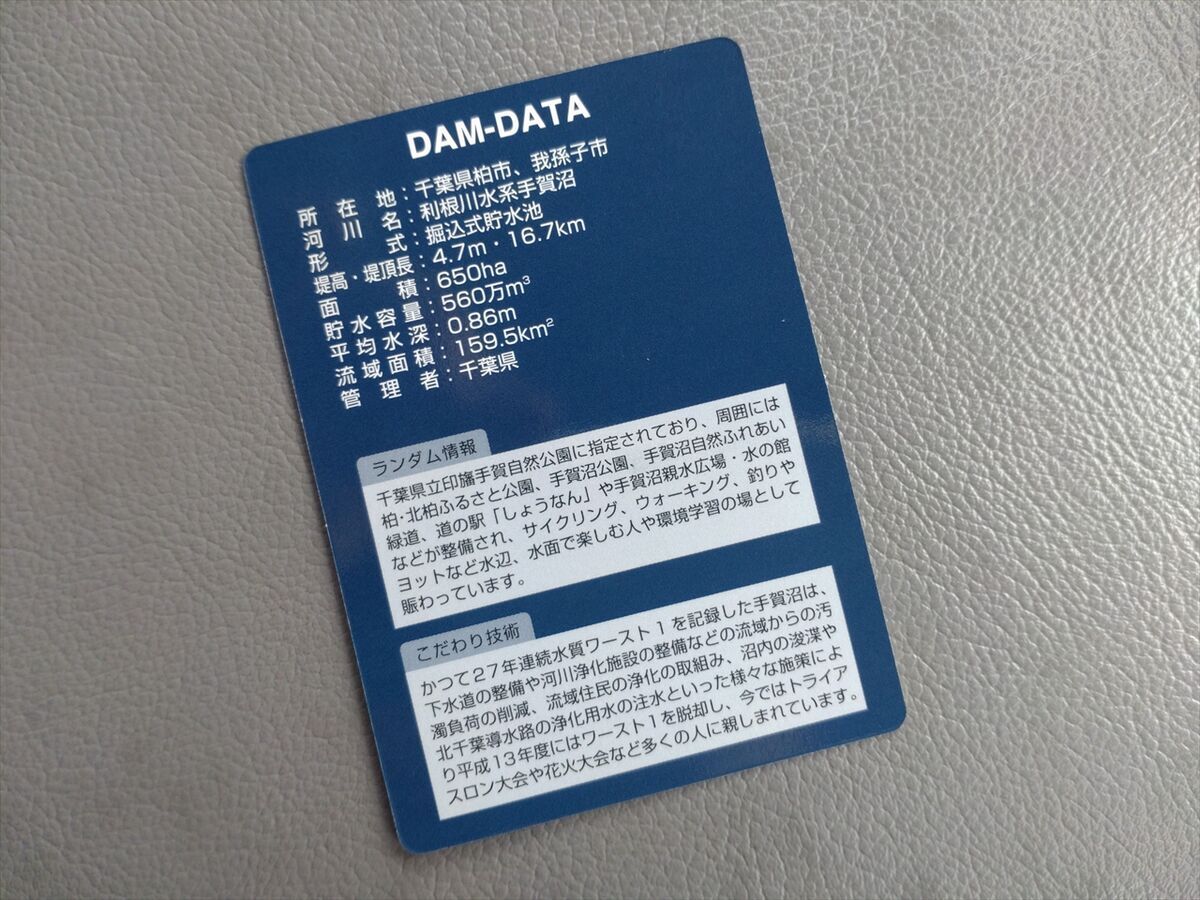 DAM-DATA
所在地：千葉県柏市、我孫子市
河川名：利根川水系手賀沼
形式：掘込式貯水池
堤高・堤頂長：4.7m・16.7km
面積：650ha
貯水容量：560万m³
平均水深：0.86m
流域面積：159.5km²
管理者：千葉県
ランダム情報
千葉県立印旛手賀自然公園に指定されており、周囲には
柏・北柏ふるさと公園、手賀沼公園、手賀沼自然ふれあい
緑道、道の駅「しょうなん」や手賀沼親水広場・水の館
などが整備され、サイクリング、ウォーキング、釣りや
ヨットなど水辺、水面で楽しむ人や環境学習の場として
賑わっています。
こだわり技術
かつて27年連続水質ワースト1を記録した手賀沼は、
下水道の整備や河川浄化施設の整備などの流域からの汚
濁負荷の削減、流域住民の浄化の取組み、沼内の浚渫や
北千葉導水路の浄化用水の注水といった様々な施策によ
り平成13年度にはワースト1を脱却し、今ではトライア
スロン大会や花火大会など多くの人に親しまれています。